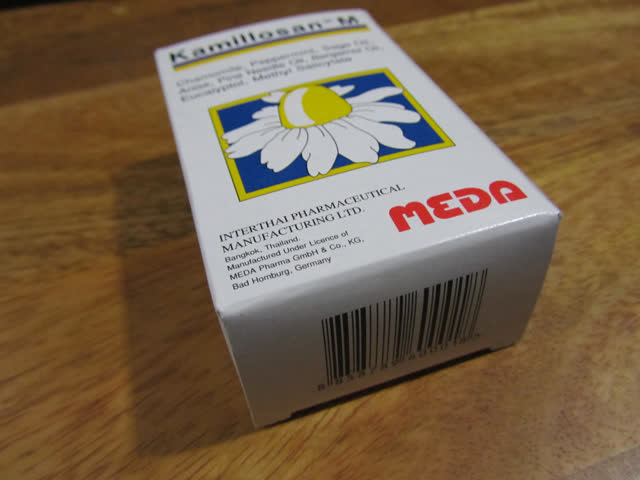 Kamillosan™ M
Chamomile, Peppermint, Sage Oil,
Anise, Pine Needle Oil, Bergamot Oil,
Eucalyptol, Methyl Salicylate
INTERTHAI PHARMACEUTICAL
MANUFACTURING LTD.
Bangkok, Thailand.
Manufactured Under Licence of
MEDA Pharma GmbH & Co., KG,
Bad Homburg, Germany
MEDA